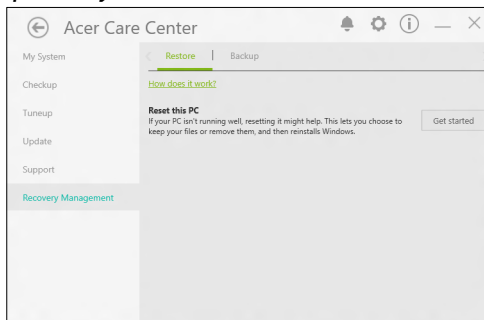 Acer Care Center
My System
Restore
Backup
Checkup
How does it work?
Tuneup
Reset this PC
If your PC isn't running well, resetting it might help. This lets you choose to
keep your files or remove them, and then reinstalls Windows.
Get started
Update
Support
Recovery Management